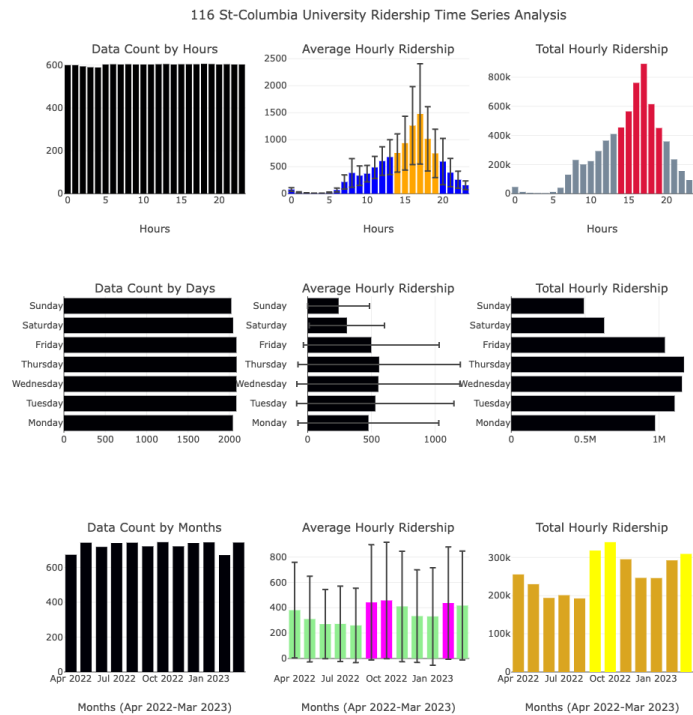 116 St-Columbia University Ridership Time Series Analysis
Data Count by Hours
Average Hourly Ridership
Total Hourly Ridership
600
400
200
0
0
5
10
15
20
Hours
2500
2000
1500
1000
500
0
0
5
10
15
20
Hours
800k
600k
400k
200k
0
0
5
10
15
20
Hours
Data Count by Days
Average Hourly Ridership
Total Hourly Ridership
Sunday
Saturday
Friday
Thursday
Wednesday
Tuesday
Monday
0
500
1000
1500
2000
Sunday
Saturday
Friday
Thursday
Wednesday
Tuesday
Monday
0
500
1000
Sunday
Saturday
Friday
Thursday
Wednesday
Tuesday
Monday
0
0.5M
1M
Data Count by Months
Average Hourly Ridership
Total Hourly Ridership
600
400
200
0
Apr 2022
Jul 2022
Oct 2022
Jan 2023
Months (Apr 2022-Mar 2023)
800
600
400
200
0
Apr 2022
Jul 2022
Oct 2022
Jan 2023
Months (Apr 2022-Mar 2023)
300k
200k
100k
0
Apr 2022
Jul 2022
Oct 2022
Jan 2023
Months (Apr 2022-Mar 2023)